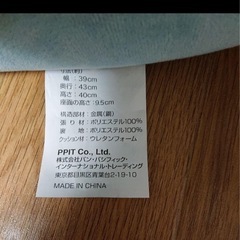 寸法(約)
幅:39cm
奥行:43cm
高さ:40cm
座面の高さ:9.5cm
構造部材:金属(鋼)
張り材:ポリエステル100%
裏地:ポリエステル100%
クッション材:ウレタンフォーム
PPIT Co., Ltd.
株式会社パン・パシフィック・
インターナショナル・トレーディング
東京都目黒区青葉台2-19-10
MADE IN CHINA